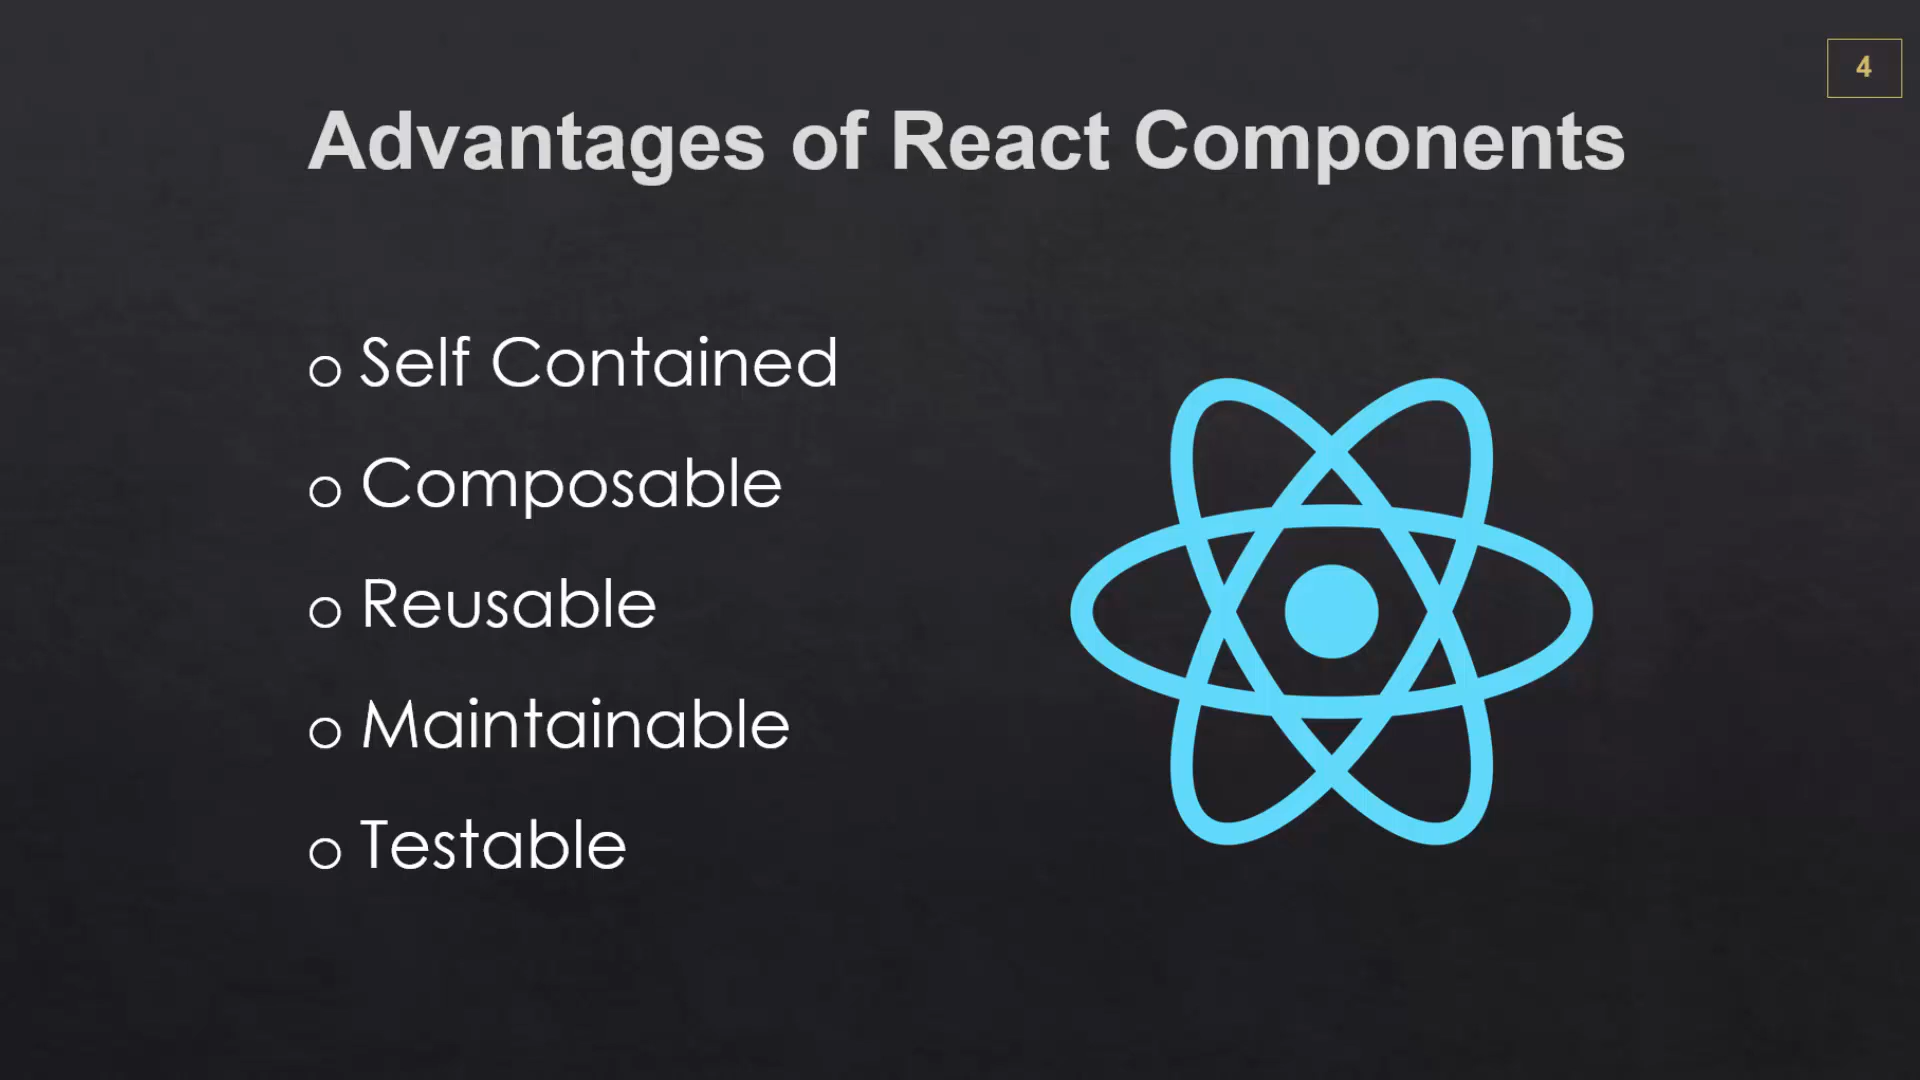 4
Advantages of React Components
Self Contained
Composable
Reusable
Maintainable
Testable